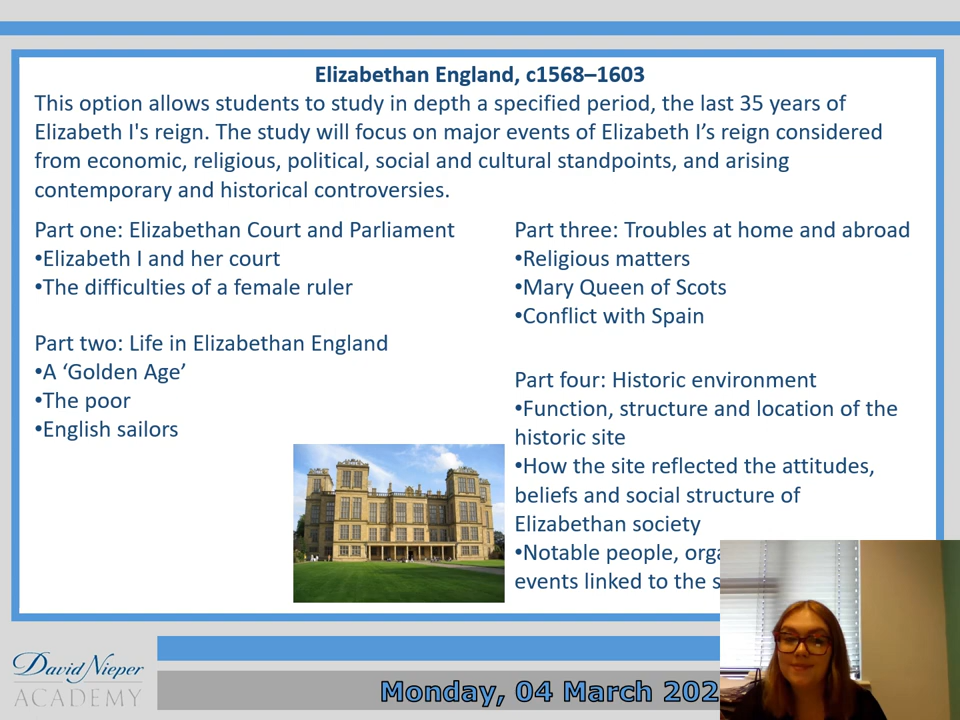 Elizabethan England, c1568–1603
This option allows students to study in depth a specified period, the last 35 years of
Elizabeth I's reign. The study will focus on major events of Elizabeth I’s reign considered
from economic, religious, political, social and cultural standpoints, and arising
contemporary and historical controversies.
Part one: Elizabethan Court and Parliament
•Elizabeth I and her court
•The difficulties of a female ruler
Part two: Life in Elizabethan England
•A ‘Golden Age’
•The poor
•English sailors
Part three: Troubles at home and abroad
•Religious matters
•Mary Queen of Scots
•Conflict with Spain
Part four: Historic environment
•Function, structure and location of the
historic site
•How the site reflected the attitudes,
beliefs and social structure of
Elizabethan society
•Notable people,
events linked to the
David Nieper
ACADEMY
Monday, 04 March